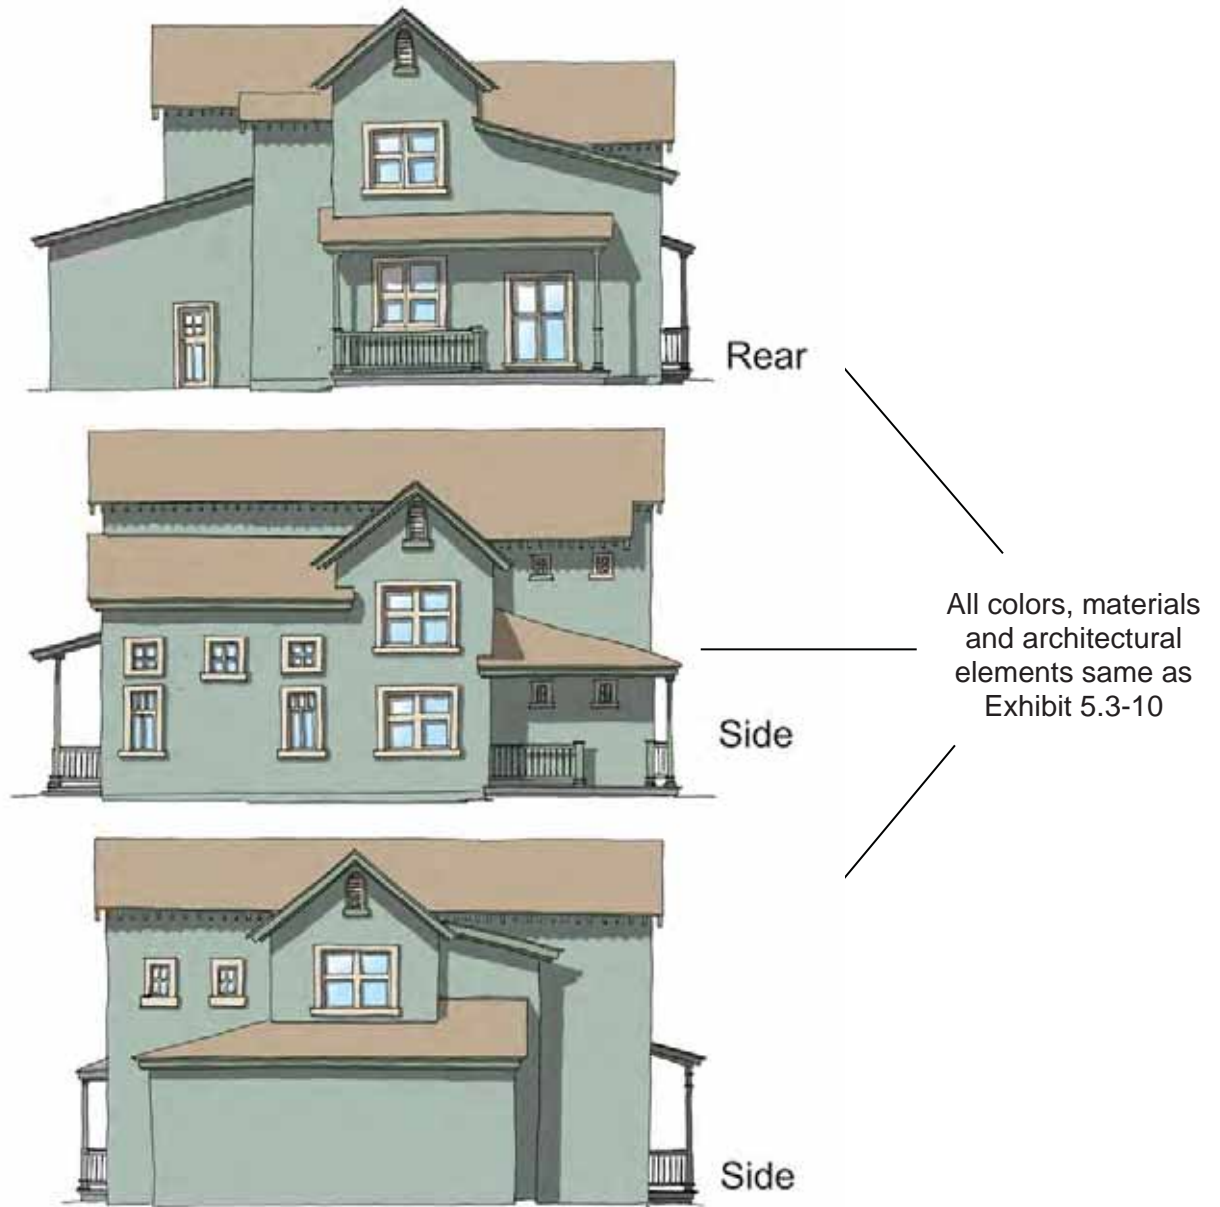 Rear
All colors, materials
and architectural
elements same as
Exhibit 5.3-10
Side
Side